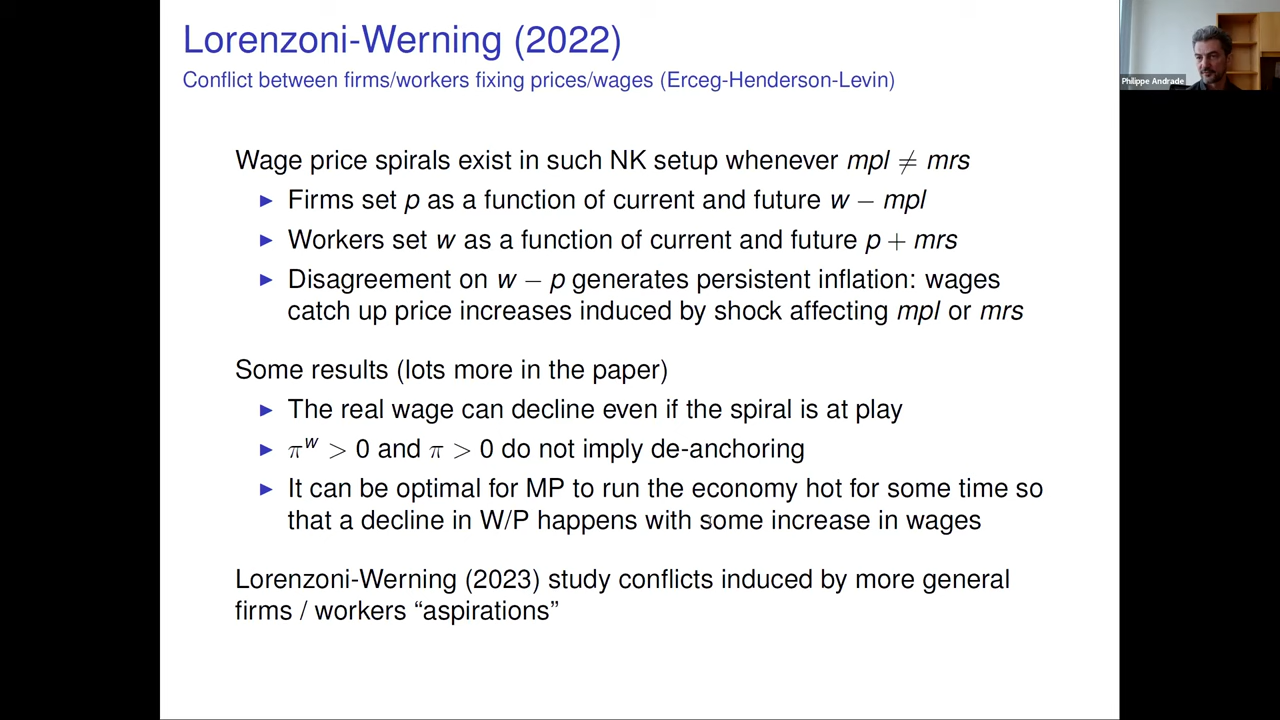 Lorenzoni-Werning (2022)
Conflict between firms/workers fixing prices/wages (Erceg-Henderson-Levin)
Philippe Andrade
Wage price spirals exist in such NK setup whenever mpl ≠ mrs
▶ Firms set p as a function of current and future w − mpl
▶ Workers set w as a function of current and future p + mrs
▶ Disagreement on w − p generates persistent inflation: wages
catch up price increases induced by shock affecting mpl or mrs
Some results (lots more in the paper)
▶ The real wage can decline even if the spiral is at play
▶ π^w > 0 and π > 0 do not imply de-anchoring
▶ It can be optimal for MP to run the economy hot for some time so
that a decline in W/P happens with some increase in wages
Lorenzoni-Werning (2023) study conflicts induced by more general
firms / workers “aspirations”